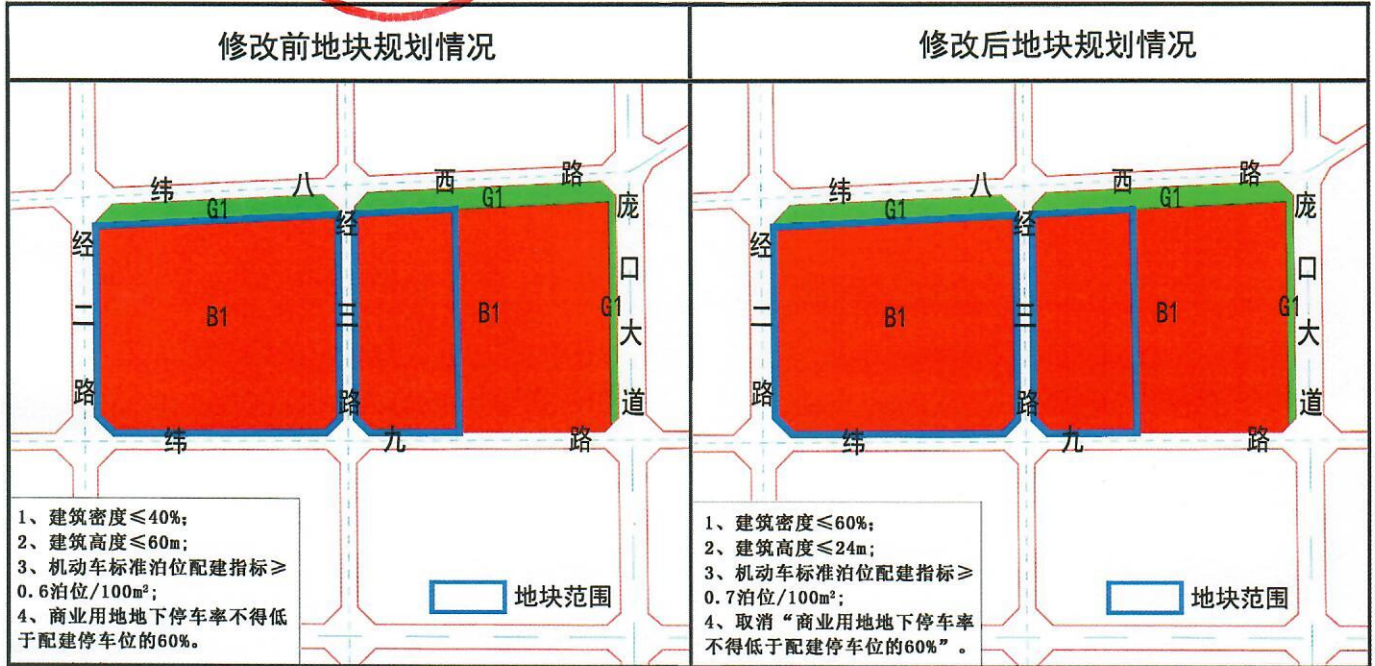 修改前地块规划情况
修改后地块规划情况
纬八西路
G1
G1
经二路
经三路
庞口大道
B1
B1
G1
纬九路
1、建筑密度≤40%;
2、建筑高度≤60m;
3、机动车标准泊位配建指标≥
0.6泊位/100m²;
4、商业用地地下停车率不得低
于配建停车位的60%。
地块范围
纬八西路
G1
G1
经二路
经三路
庞口大道
B1
B1
G1
纬九路
1、建筑密度≤60%;
2、建筑高度≤24m;
3、机动车标准泊位配建指标≥
0.7泊位/100m²;
4、取消“商业用地地下停车率
不得低于配建停车位的60%”。
地块范围